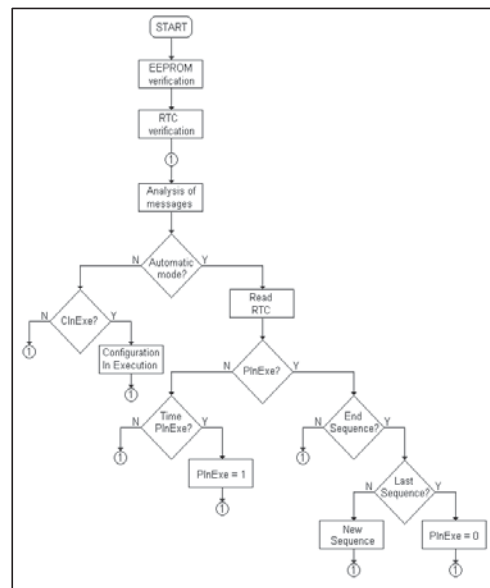 START
EEPROM
verification
RTC
verification
1
Analysis of
messages
N
Automatic
mode?
Y
Read
RTC
N
CInExe?
Y
1
Configuration
In Execution
1
N
PInExe?
Y
N
Time
PInExe?
Y
1
PInExe = 1
1
N
End
Sequence?
Y
1
N
Last
Sequence?
Y
New
Sequence
PInExe = 0
1
1